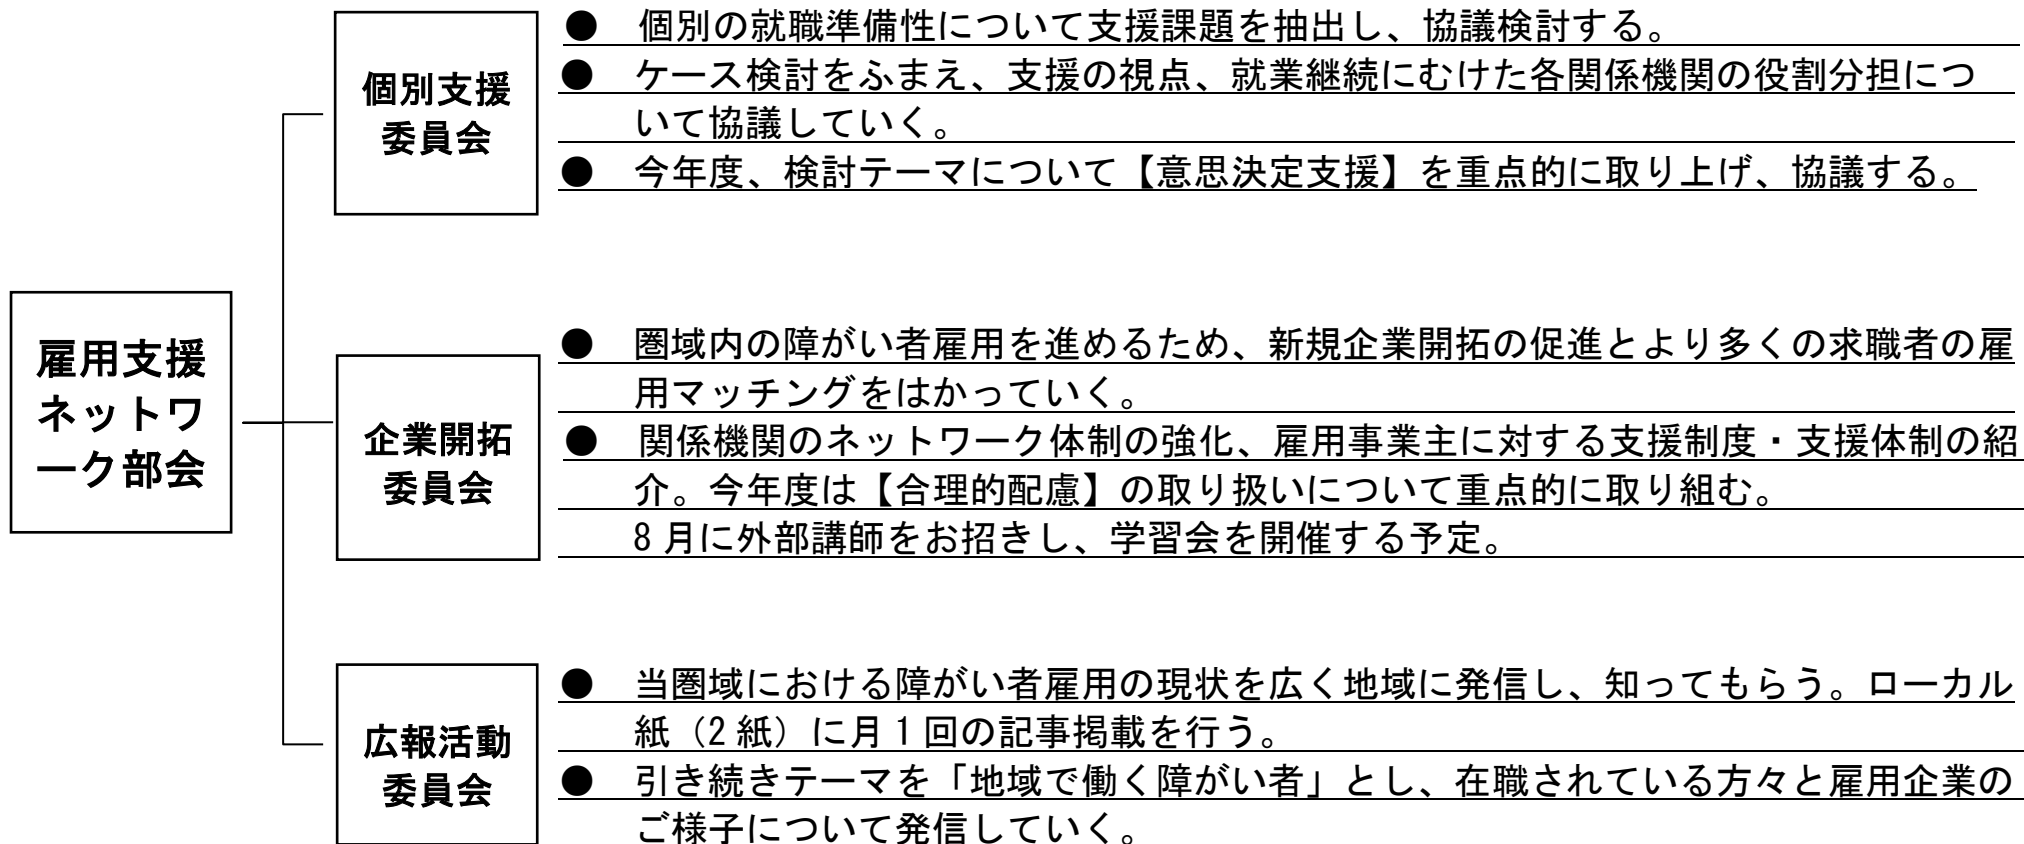 個別支援
委員会
● 個別の就職準備性について支援課題を抽出し、協議検討する。
● ケース検討をふまえ、支援の視点、就業継続にむけた各関係機関の役割分担につ
いて協議していく。
● 今年度、検討テーマについて【意思決定支援】を重点的に取り上げ、協議する。
雇用支援
ネットワ
ーク部会
企業開拓
委員会
● 圏域内の障がい者雇用を進めるため、新規企業開拓の促進とより多くの求職者の雇
用マッチングをはかっていく。
● 関係機関のネットワーク体制の強化、雇用事業主に対する支援制度・支援体制の紹
介。今年度は【合理的配慮】の取り扱いについて重点的に取り組む。
8月に外部講師をお招きし、学習会を開催する予定。
広報活動
委員会
● 当圏域における障がい者雇用の現状を広く地域に発信し、知ってもらう。ローカル
紙（2紙）に月1回の記事掲載を行う。
● 引き続きテーマを「地域で働く障がい者」とし、在職されている方々と雇用企業の
ご様子について発信していく。